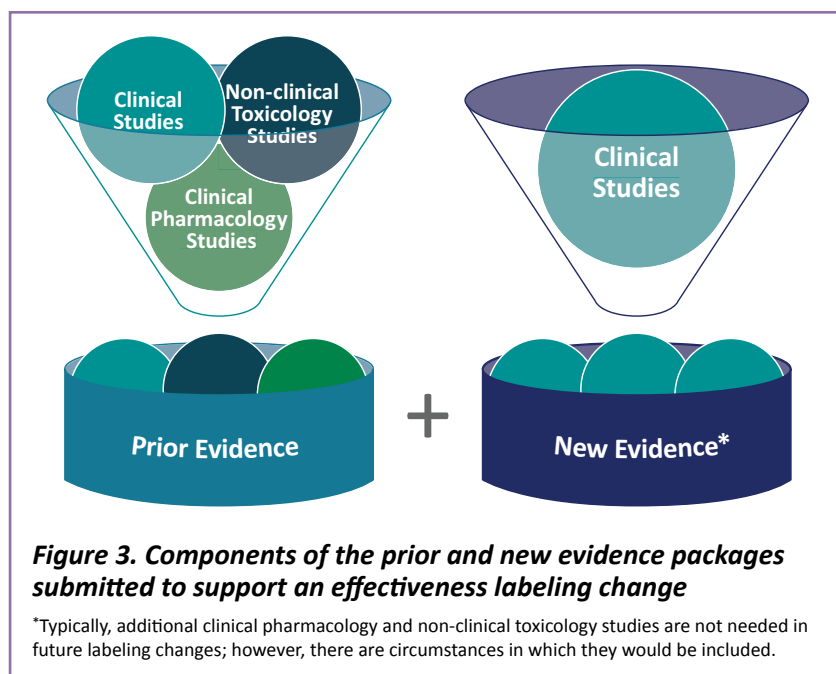 Clinical
Studies
Non-clinical
Toxicology
Studies
Clinical
Pharmacology
Studies
Clinical
Studies
Prior Evidence
+
New Evidence*
Figure 3. Components of the prior and new evidence packages
submitted to support an effectiveness labeling change
*Typically, additional clinical pharmacology and non-clinical toxicology studies are not needed in
future labeling changes; however, there are circumstances in which they would be included.